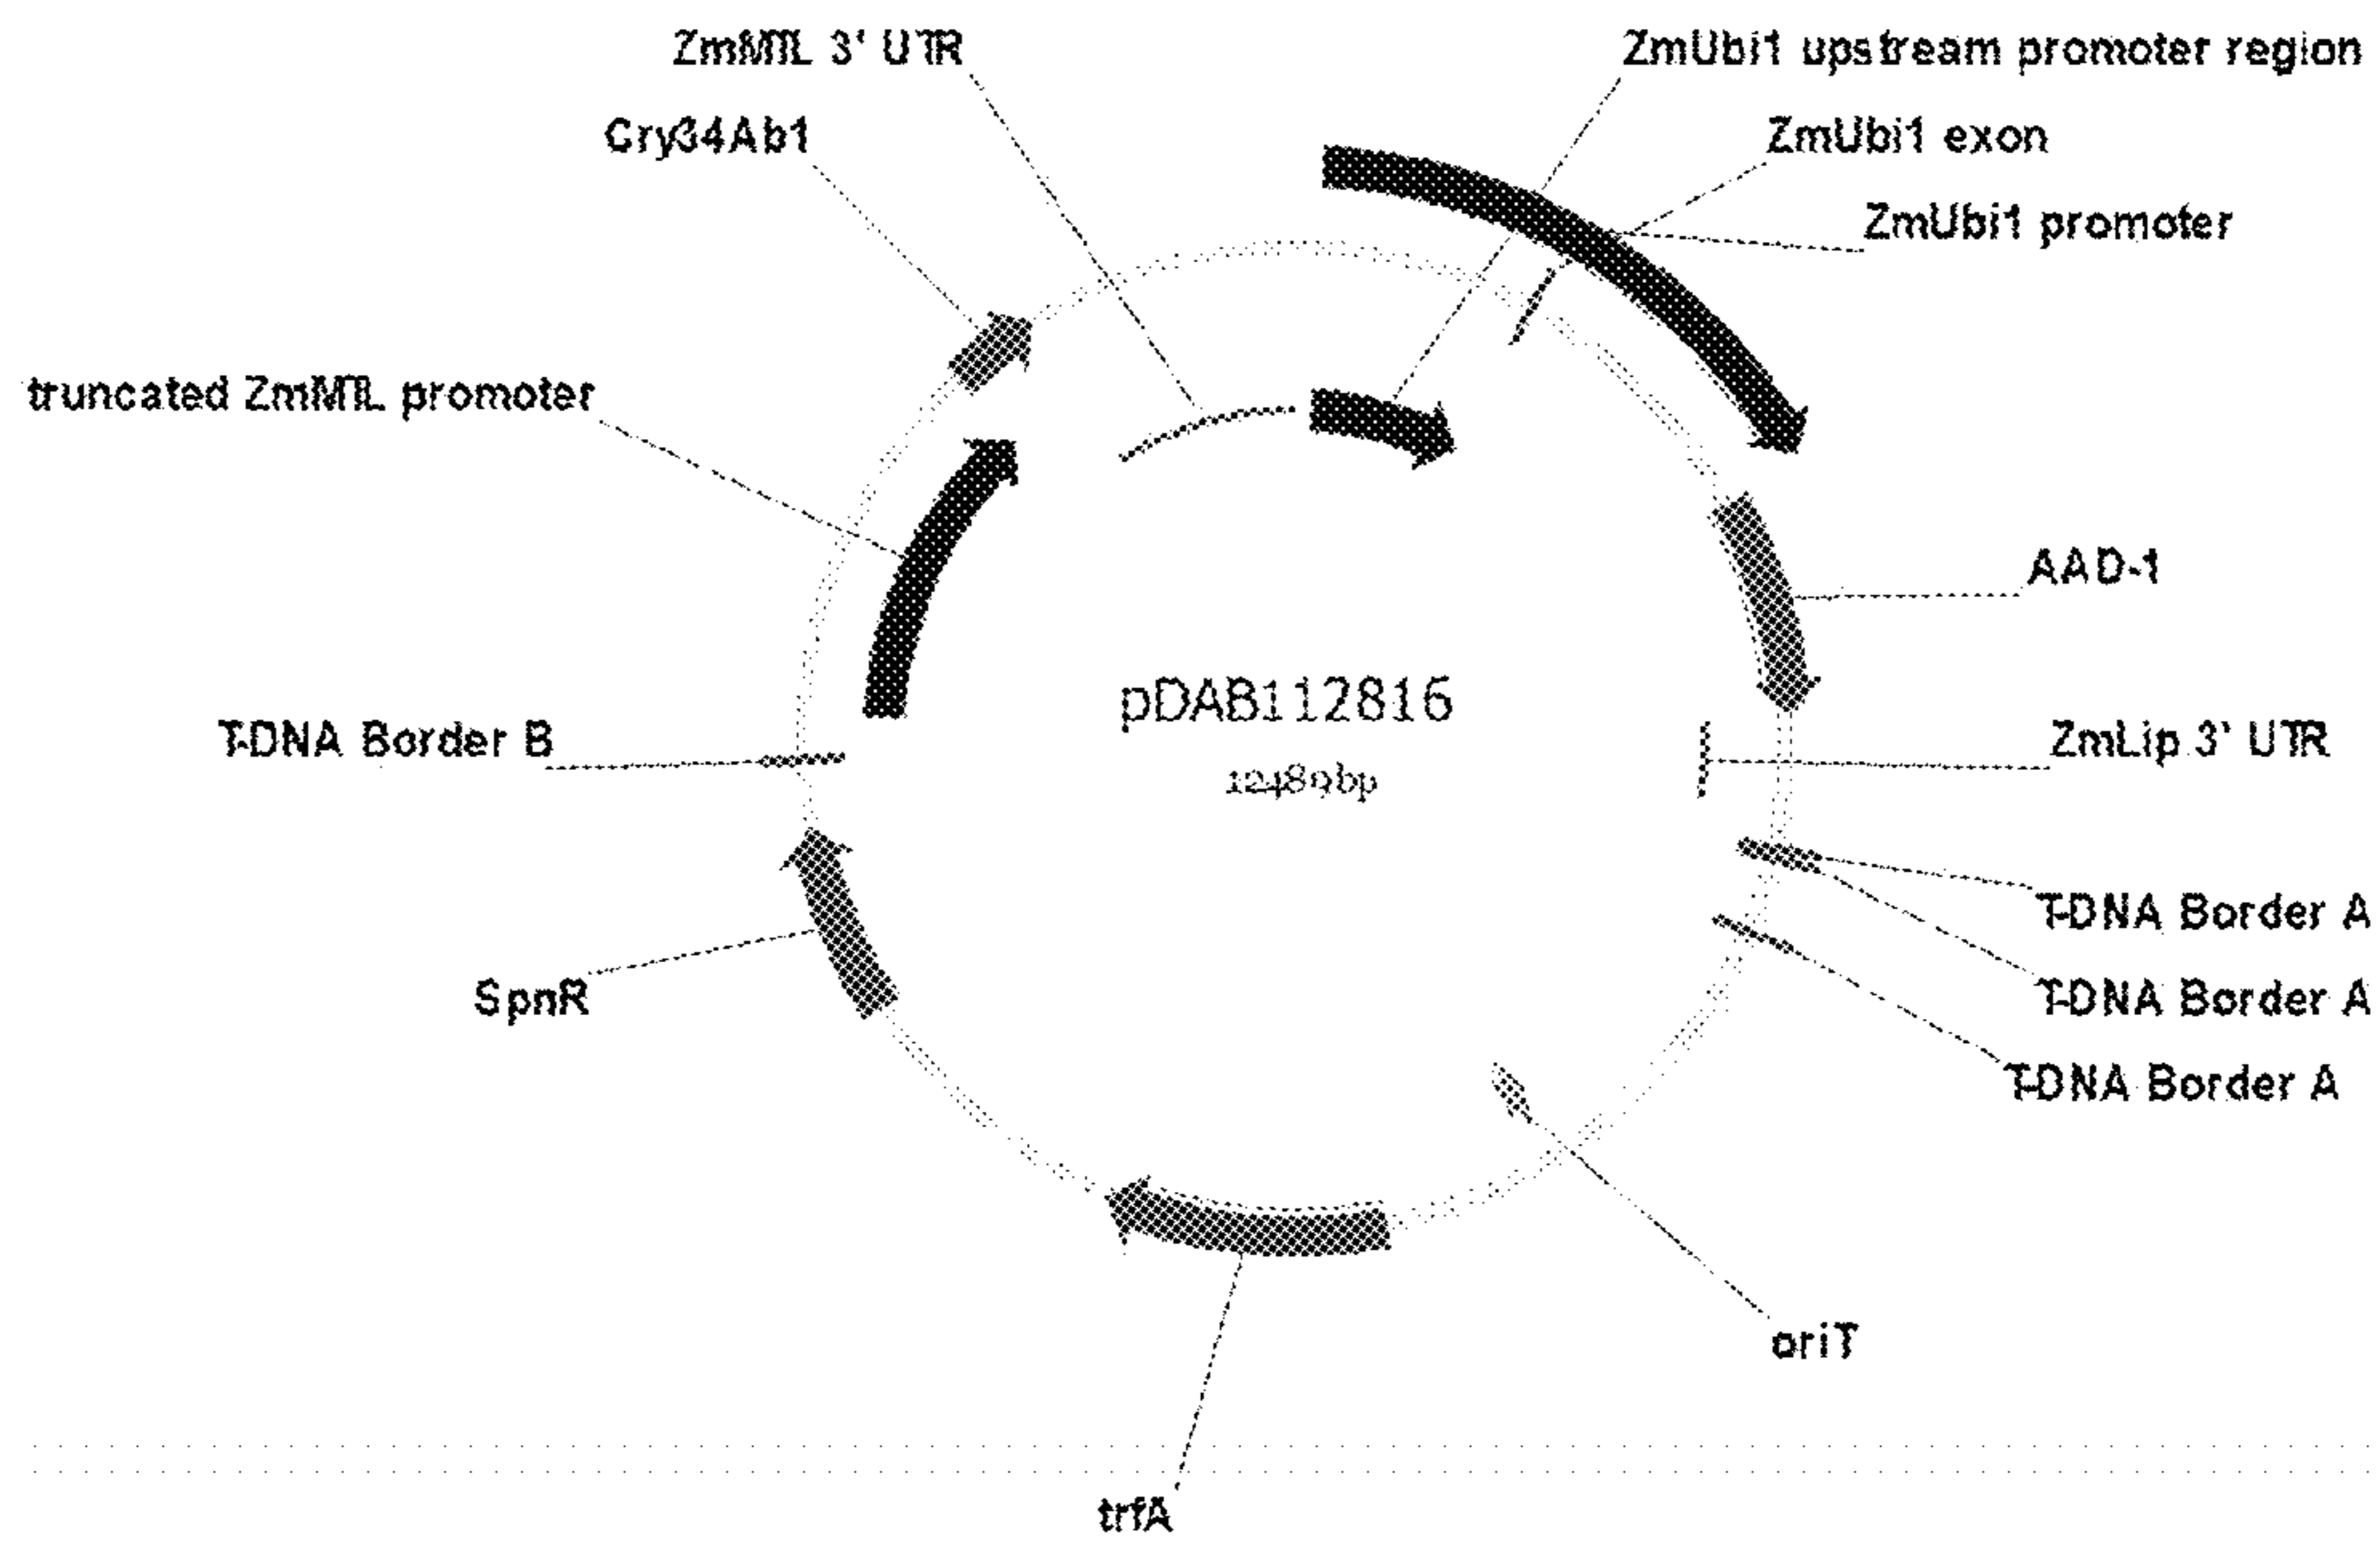 ZmMTL 3' UTR
ZmUbi1 upstream promoter region
Cry34Ab1
ZmUbi1 exon
ZmUbi1 promoter
truncated ZmMTL promoter
AAD-1
pDAB112816
T-DNA Border B
ZmLip 3' UTR
12489bp
T-DNA Border A
SpnR
T-DNA Border A
T-DNA Border A
oriT
trfA